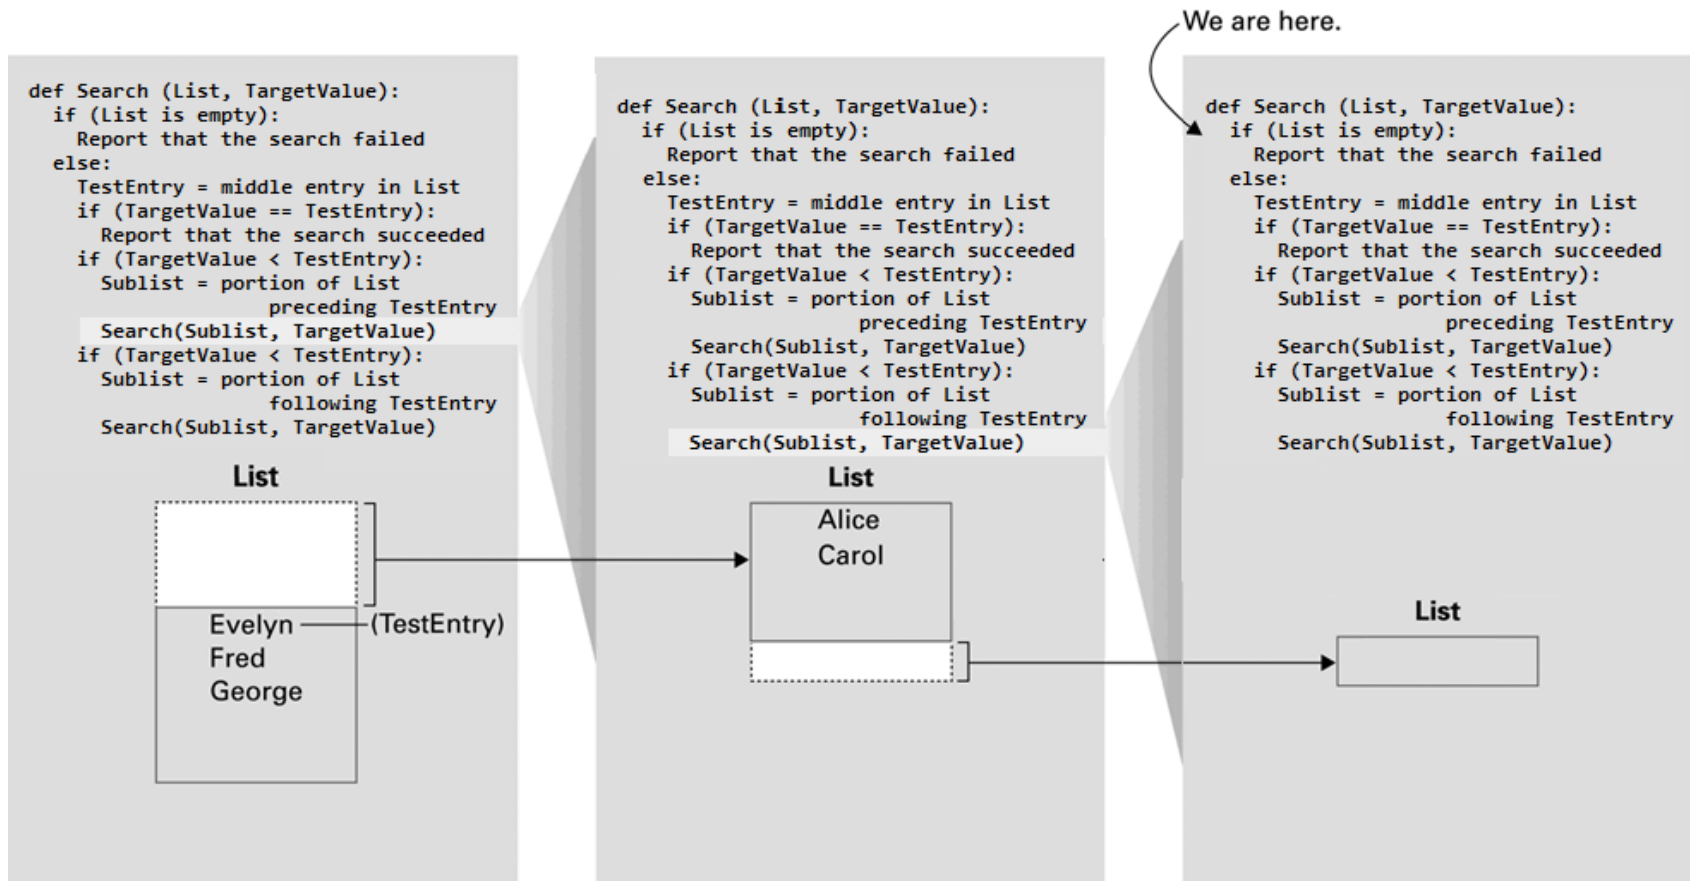 We are here.
def Search (List, TargetValue):
if (List is empty):
Report that the search failed
else:
TestEntry = middle entry in List
if (TargetValue == TestEntry):
Report that the search succeeded
if (TargetValue < TestEntry):
Sublist = portion of List
preceding TestEntry
Search(Sublist, TargetValue)
if (TargetValue < TestEntry):
Sublist = portion of List
following TestEntry
Search(Sublist, TargetValue)
List
Evelyn (TestEntry)
Fred
George
def Search (List, TargetValue):
if (List is empty):
Report that the search failed
else:
TestEntry = middle entry in List
if (TargetValue == TestEntry):
Report that the search succeeded
if (TargetValue < TestEntry):
Sublist = portion of List
preceding TestEntry
Search(Sublist, TargetValue)
if (TargetValue < TestEntry):
Sublist = portion of List
following TestEntry
Search(Sublist, TargetValue)
List
Alice
Carol
def Search (List, TargetValue):
if (List is empty):
Report that the search failed
else:
TestEntry = middle entry in List
if (TargetValue == TestEntry):
Report that the search succeeded
if (TargetValue < TestEntry):
Sublist = portion of List
preceding TestEntry
Search(Sublist, TargetValue)
if (TargetValue < TestEntry):
Sublist = portion of List
following TestEntry
Search(Sublist, TargetValue)
List